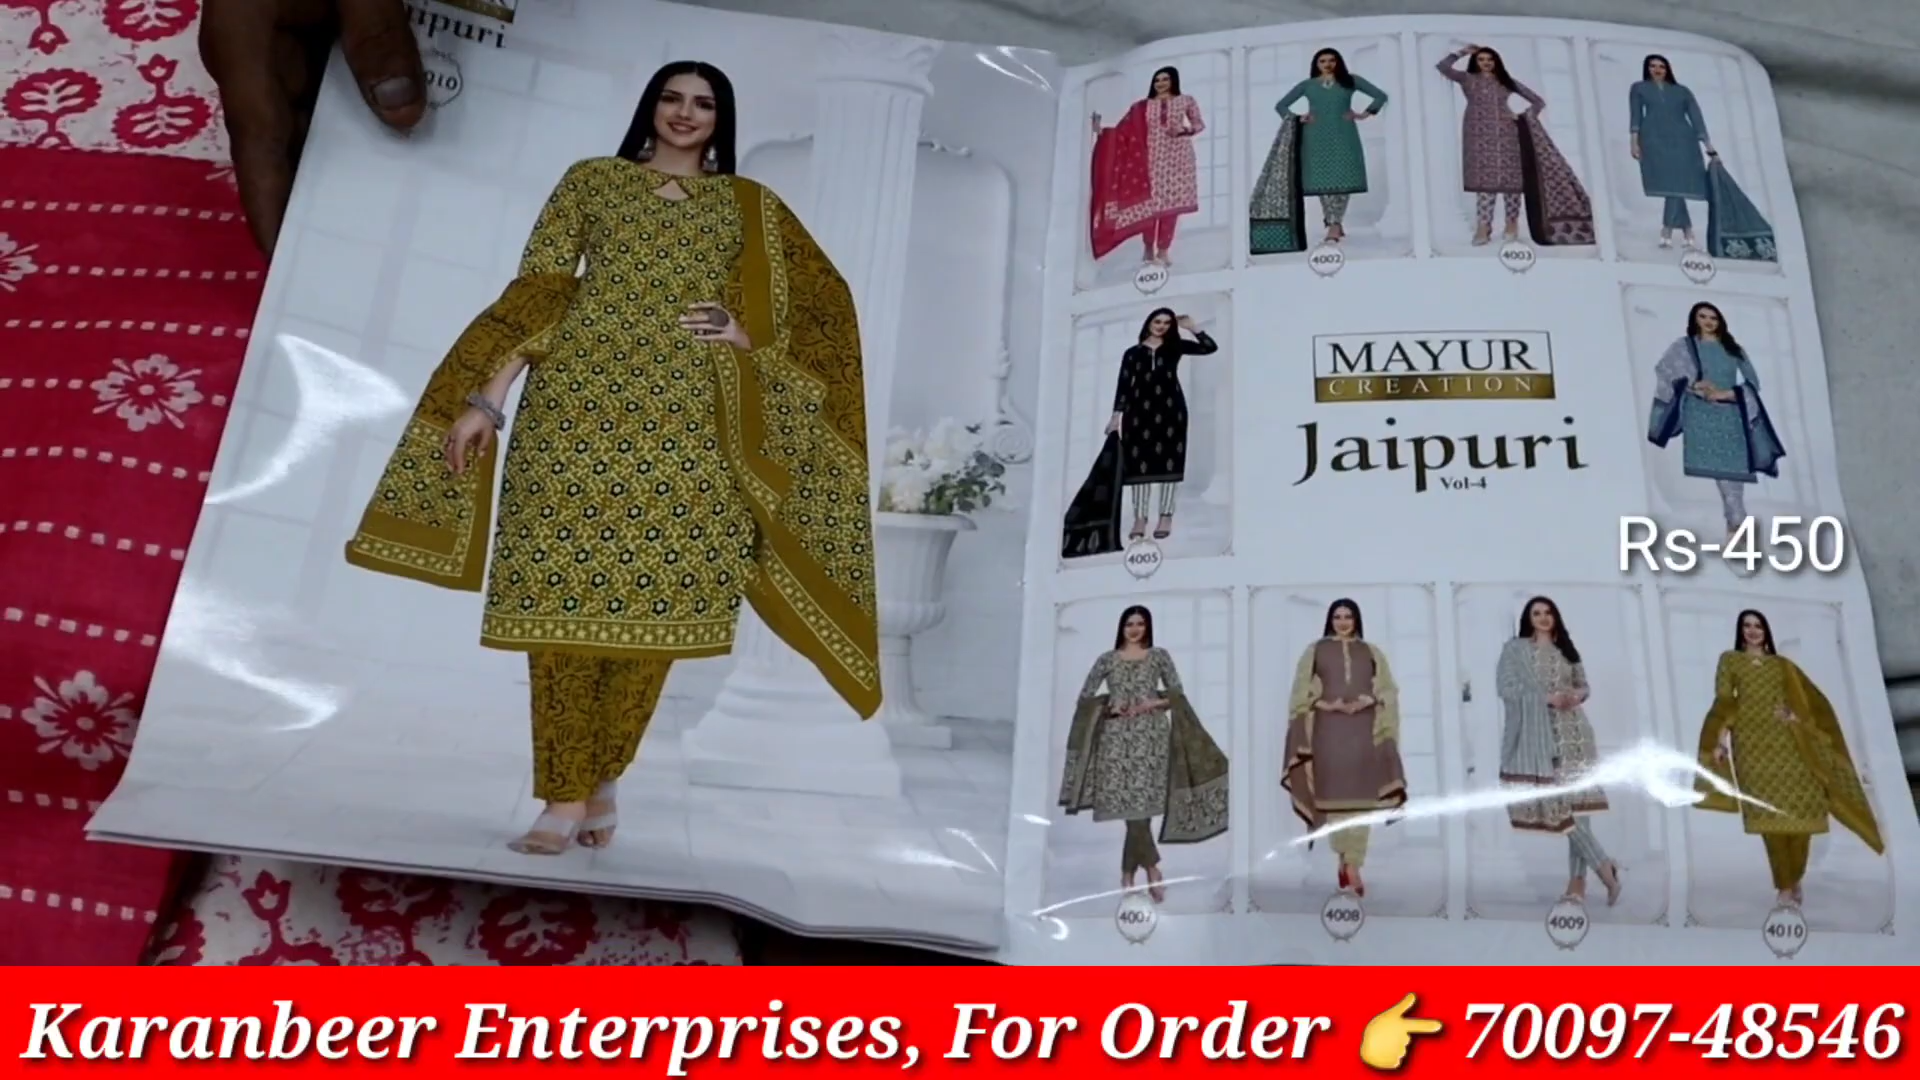 4001
4002
4003
4004
MAYUR
CREATION
Jaipuri
Vol-4
4005
Rs-450
4007
4008
4009
4010
Karanbeer Enterprises, For Order 👉 70097-48546